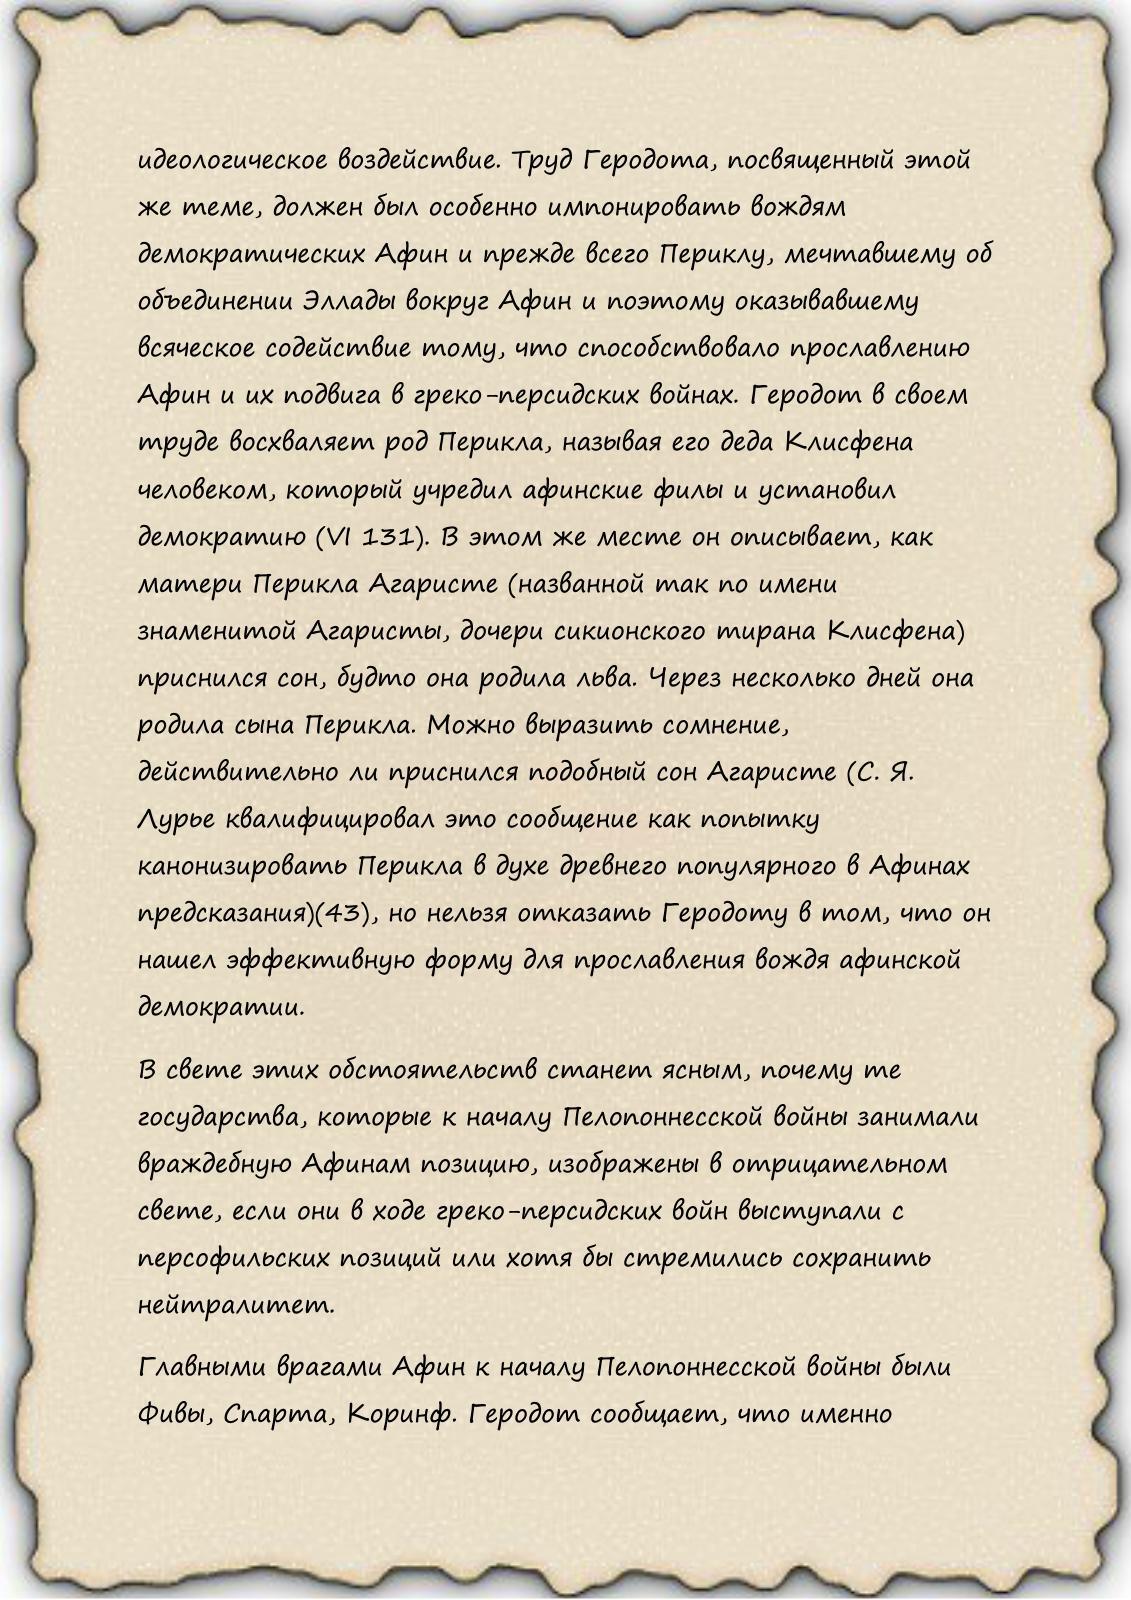 идеологическое воздействие. Труд Геродота, посвященный этой
же теме, должен был особенно импонировать вождям
демократических Афин и прежде всего Периклу, мечтавшему об
объединении Эллады вокруг Афин и поэтому оказывавшему
всяческое содействие тому, что способствовало прославлению
Афин и их подвига в греко-персидских войнах. Геродот в своем
труде восхваляет род Перикла, называя его деда Клисфена
человеком, который учредил афинские филы и установил
демократию (VI 131). В этом же месте он описывает, как
матери Перикла Агаристе (названной так по имени
знаменитой Агаристы, дочери сикионского тирана Клисфена)
приснился сон, будто она родила льва. Через несколько дней она
родила сына Перикла. Можно выразить сомнение,
действительно ли приснился подобный сон Агаристе (С. Я.
Лурье квалифицировал это сообщение как попытку
канонизировать Перикла в духе древнего популярного в Афинах
предсказания)(43), но нельзя отказать Геродоту в том, что он
нашел эффективную форму для прославления вождя афинской
демократии.
В свете этих обстоятельств станет ясным, почему те
государства, которые к началу Пелопоннесской войны занимали
враждебную Афинам позицию, изображены в отрицательном
свете, если они в ходе греко-персидских войн выступали с
персофильских позиций или хотя бы стремились сохранить
нейтралитет.
Главными врагами Афин к началу Пелопоннесской войны были
Фивы, Спарта, Коринф. Геродот сообщает, что именно